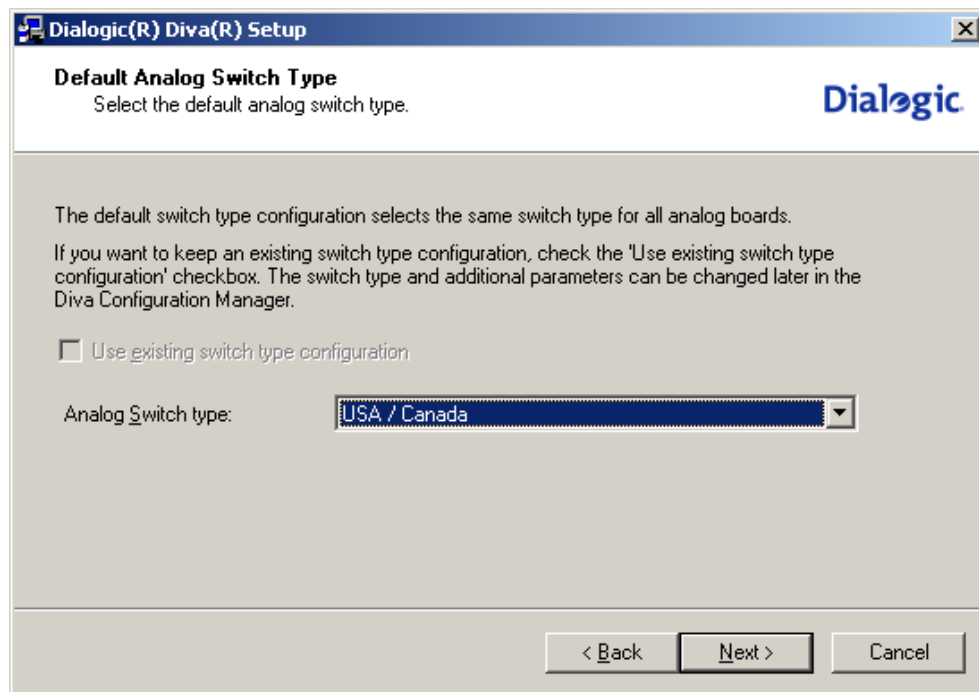 Dialogic(R) Diva(R) Setup
Default Analog Switch Type
Select the default analog switch type.
Dialogic
The default switch type configuration selects the same switch type for all analog boards.
If you want to keep an existing switch type configuration, check the 'Use existing switch type
configuration' checkbox. The switch type and additional parameters can be changed later in the
Diva Configuration Manager.
Use existing switch type configuration
Analog Switch type: USA / Canada
< Back Next > Cancel